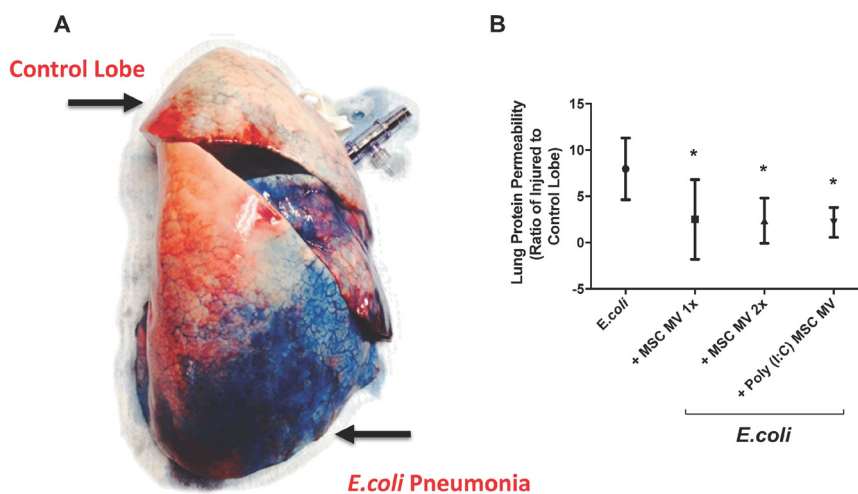 A
Control Lobe
E.coli Pneumonia
B
Lung Protein Permeability
(Ratio of Injured to
Control Lobe)
15
10
5
0
-5
E.coli
+ MSC MV 1x
+ MSC MV 2x
+ Poly (I:C) MSC MV
* * *
E.coli